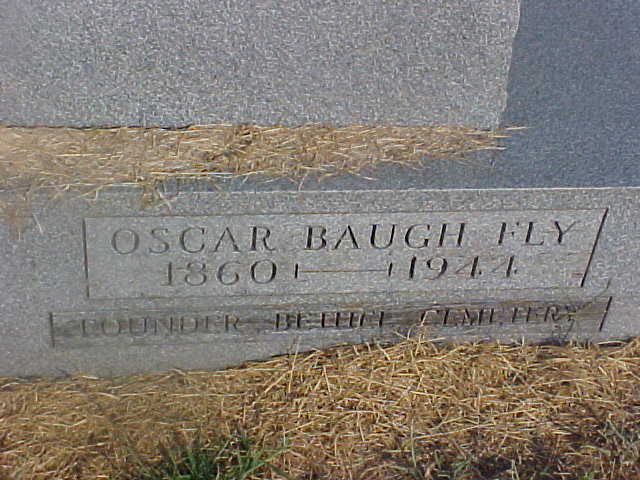 OSCAR BAUGH FLY
1860 — 1944
FOUNDER BETHEL CEMETERY